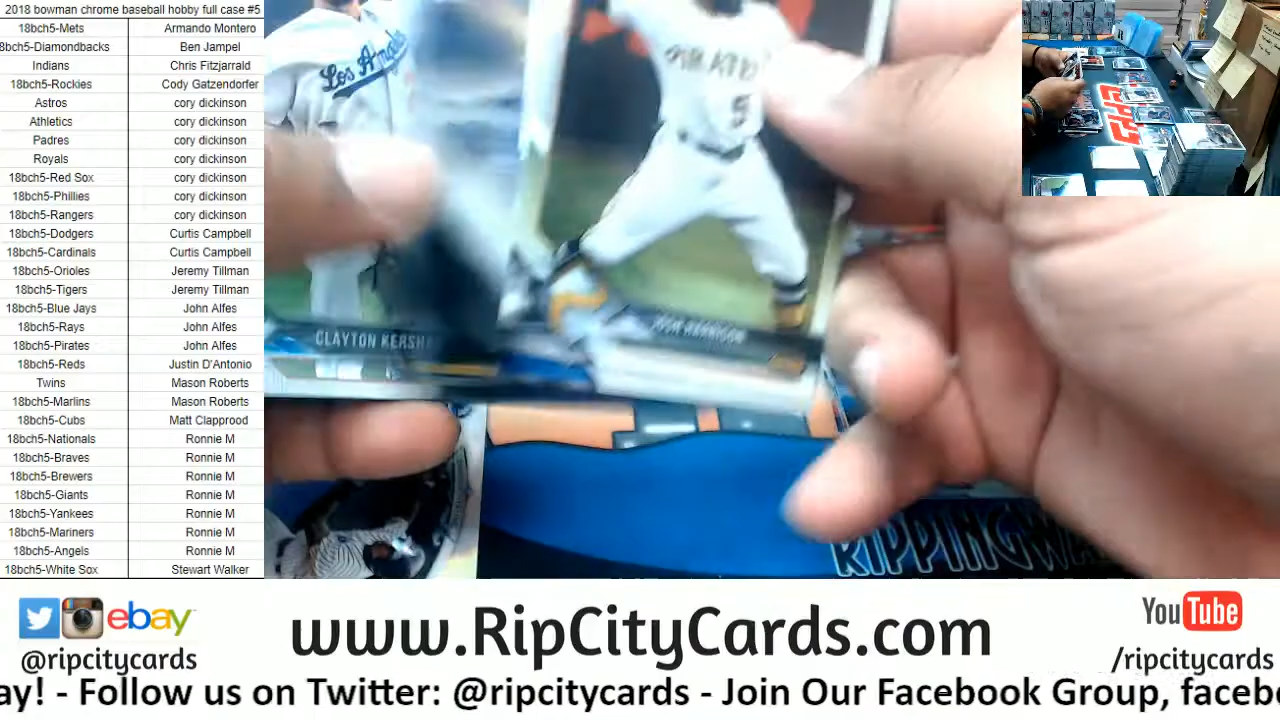 2018 bowman chrome baseball hobby full case #5
18bch5-Mets Armando Montero
8bch5-Diamondbacks Ben Jampel
Indians Chris Fitzjarrald
18bch5-Rockies Cody Gatzendorfer
Astros cory dickinson
Athletics cory dickinson
Padres cory dickinson
Royals cory dickinson
18bch5-Red Sox cory dickinson
18bch5-Phillies cory dickinson
18bch5-Rangers cory dickinson
18bch5-Dodgers Curtis Campbell
18bch5-Cardinals Curtis Campbell
18bch5-Orioles Jeremy Tillman
18bch5-Tigers Jeremy Tillman
18bch5-Blue Jays John Alfes
18bch5-Rays John Alfes
18bch5-Pirates John Alfes
18bch5-Reds Justin D'Antonio
Twins Mason Roberts
18bch5-Marlins Mason Roberts
18bch5-Cubs Matt Clapprood
18bch5-Nationals Ronnie M
18bch5-Braves Ronnie M
18bch5-Brewers Ronnie M
18bch5-Giants Ronnie M
18bch5-Yankees Ronnie M
18bch5-Mariners Ronnie M
18bch5-Angels Ronnie M
18bch5-White Sox Stewart Walker
Los Angeles
PIRATES
5
CLAYTON KERSH
JOSH HARRISON
RIPPINGWA
ebay
@ripcitycards
www.RipCityCards.com
YouTube
/ripcitycards
ay! - Follow us on Twitter: @ripcitycards - Join Our Facebook Group, facebo